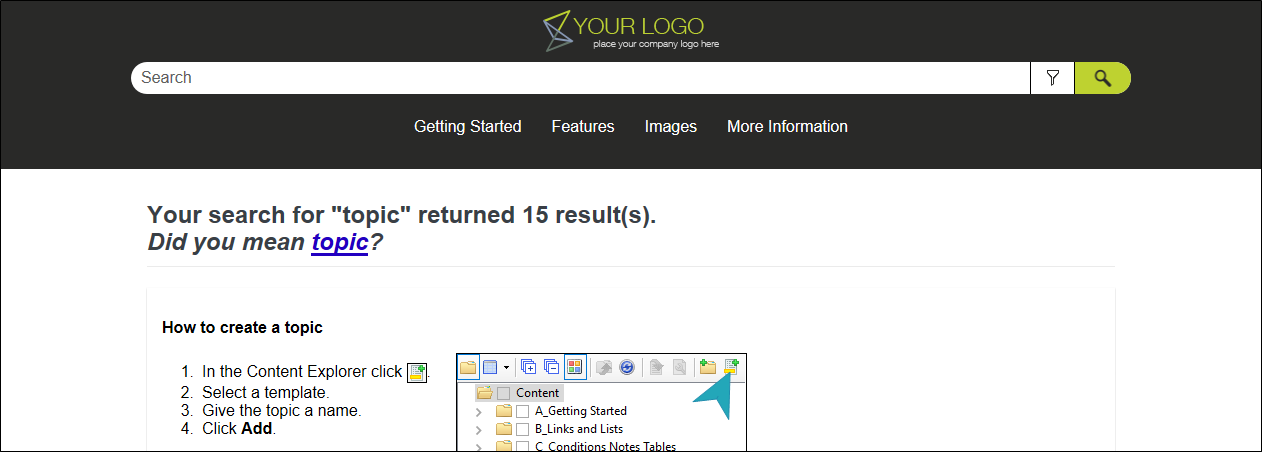 YOUR LOGO
place your company logo here
Search
Getting Started Features Images More Information
Your search for "topic" returned 15 result(s).
Did you mean topic?
How to create a topic
1. In the Content Explorer click .
2. Select a template.
3. Give the topic a name.
4. Click Add.
Content
A_Getting Started
B_Links and Lists
C_Conditions Notes Tables